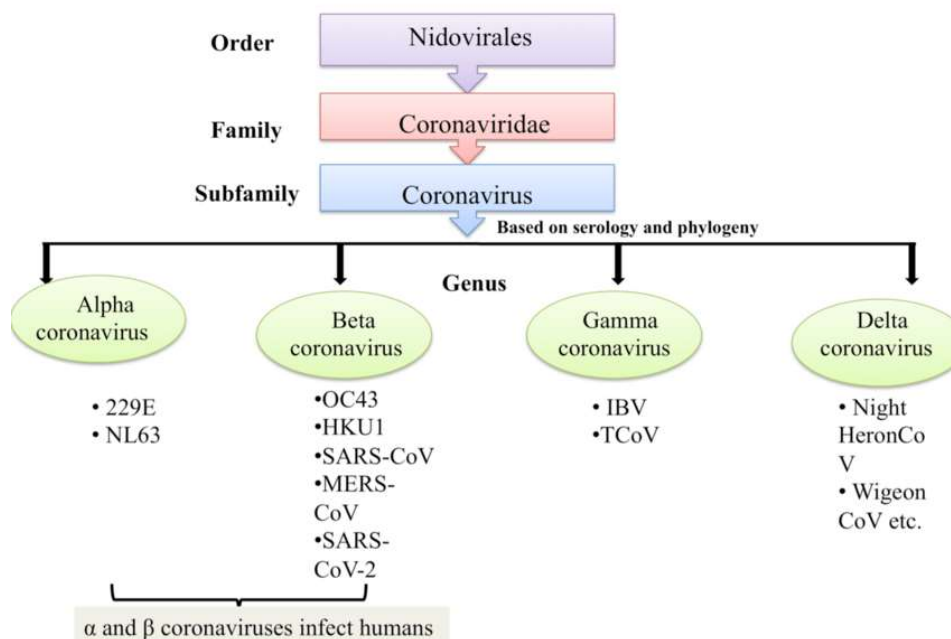 Order
Nidovirales
Family
Coronaviridae
Subfamily
Coronavirus
Based on serology and phylogeny
Genus
Alpha
coronavirus
Beta
coronavirus
Gamma
coronavirus
Delta
coronavirus
• 229E
• NL63
•OC43
•HKU1
•SARS-CoV
•MERS-
CoV
•SARS-
CoV-2
• IBV
•TCoV
• Night
HeronCo
V
• Wigeon
CoV etc.
α and β coronaviruses infect humans